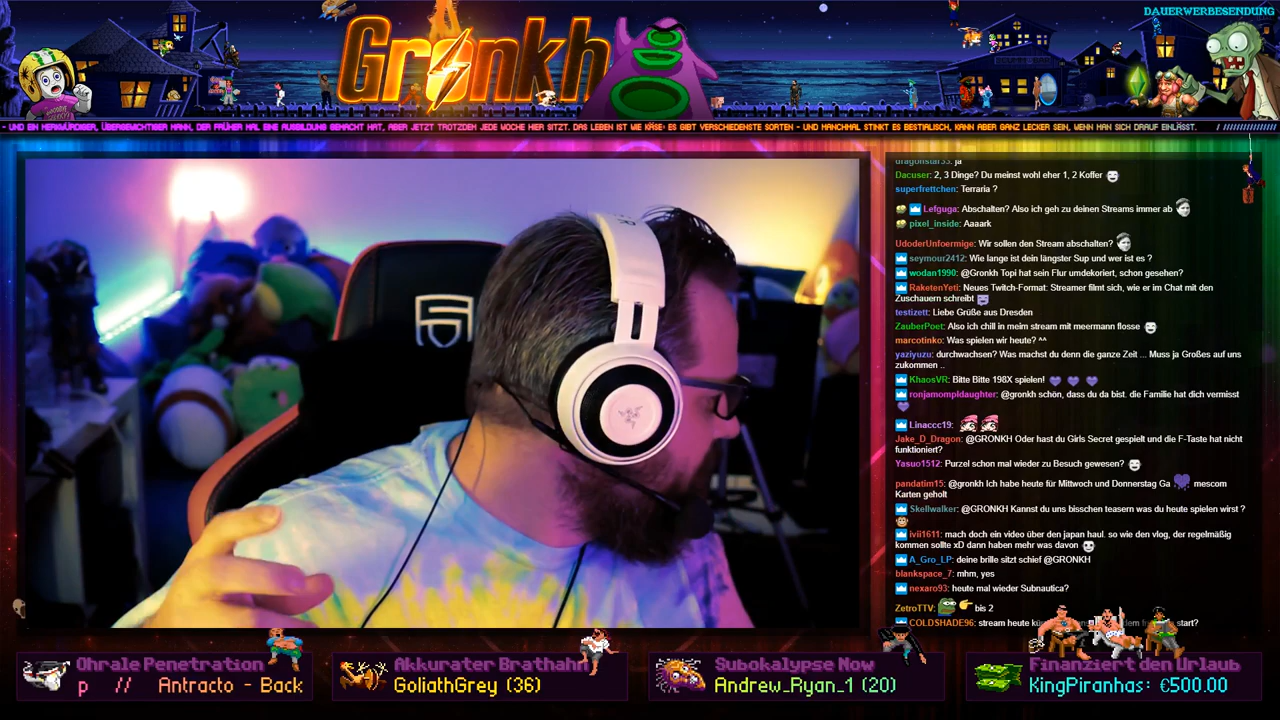 DAUERWERBESENDUNG
Gronkh
- UND EIN MERKWÜRDIGER, ÜBERGEWICHTIGER MANN, DER FRÜHER MAL EINE AUSBILDUNG GEMACHT HAT, ABER JETZT TROTZDEM JEDE WOCHE HIER SITZT. DAS LEBEN IST WIE KÄSE: ES GIBT VERSCHIEDENSTE SORTEN - UND MANCHMAL STINKT ES BESTIALISCH, KANN ABER GANZ LECKER SEIN, WENN MAN SICH DRAUF EINLÄSST. / ///////////
dragonstar33: ja
Dacuser: 2, 3 Dinge? Du meinst wohl eher 1, 2 Koffer
superfrettchen: Terraria ?
Lefguga: Abschalten? Also ich geh zu deinen Streams immer ab
pixel_inside: Aaaark
UdoderUnfoermige: Wir sollen den Stream abschalten?
seymour2412: Wie lange ist dein längster Sup und wer ist es ?
wodan1990: @Gronkh Topi hat sein Flur umdekoriert, schon gesehen?
RaketenYeti: Neues Twitch-Format: Streamer filmt sich, wie er im Chat mit den
Zuschauern schreibt
testizett: Liebe Grüße aus Dresden
ZauberPoet: Also ich chill in meim stream mit meermann flosse
marcotinko: Was spielen wir heute? ^^
yaziyuzu: durchwachsen? Was machst du denn die ganze Zeit ... Muss ja Großes auf uns
zukommen ..
KhaosVR: Bitte Bitte 198X spielen!
ronjamompldaughter: @gronkh schön, dass du da bist. die Familie hat dich vermisst
Linaccc19:
Jake_D_Dragon: @GRONKH Oder hast du Girls Secret gespielt und die F-Taste hat nicht
funktioniert?
Yasuo1512: Purzel schon mal wieder zu Besuch gewesen?
pandatim15: @gronkh Ich habe heute für Mittwoch und Donnerstag Ga mescom
Karten geholt
Skellwalker: @GRONKH Kannst du uns bisschen teasern was du heute spielen wirst ?
ivii1611: mach doch ein video über den japan haul. so wie den vlog, der regelmäßig
kommen sollte xD dann haben mehr was davon
A_Gro_LP: deine brille sitzt schief @GRONKH
blankspace_7: mhm, yes
nexaro93: heute mal wieder Subnautica?
ZetroTTV: bis 2
COLDSHADE96: stream heute start?
Ohrale Penetration
p // Antracto - Back
Akkurater Brathahn
GoliathGrey (36)
Subokalypse Now
Andrew_Ryan_1 (20)
Finanziert den Urlaub
KingPiranhas: €500.00